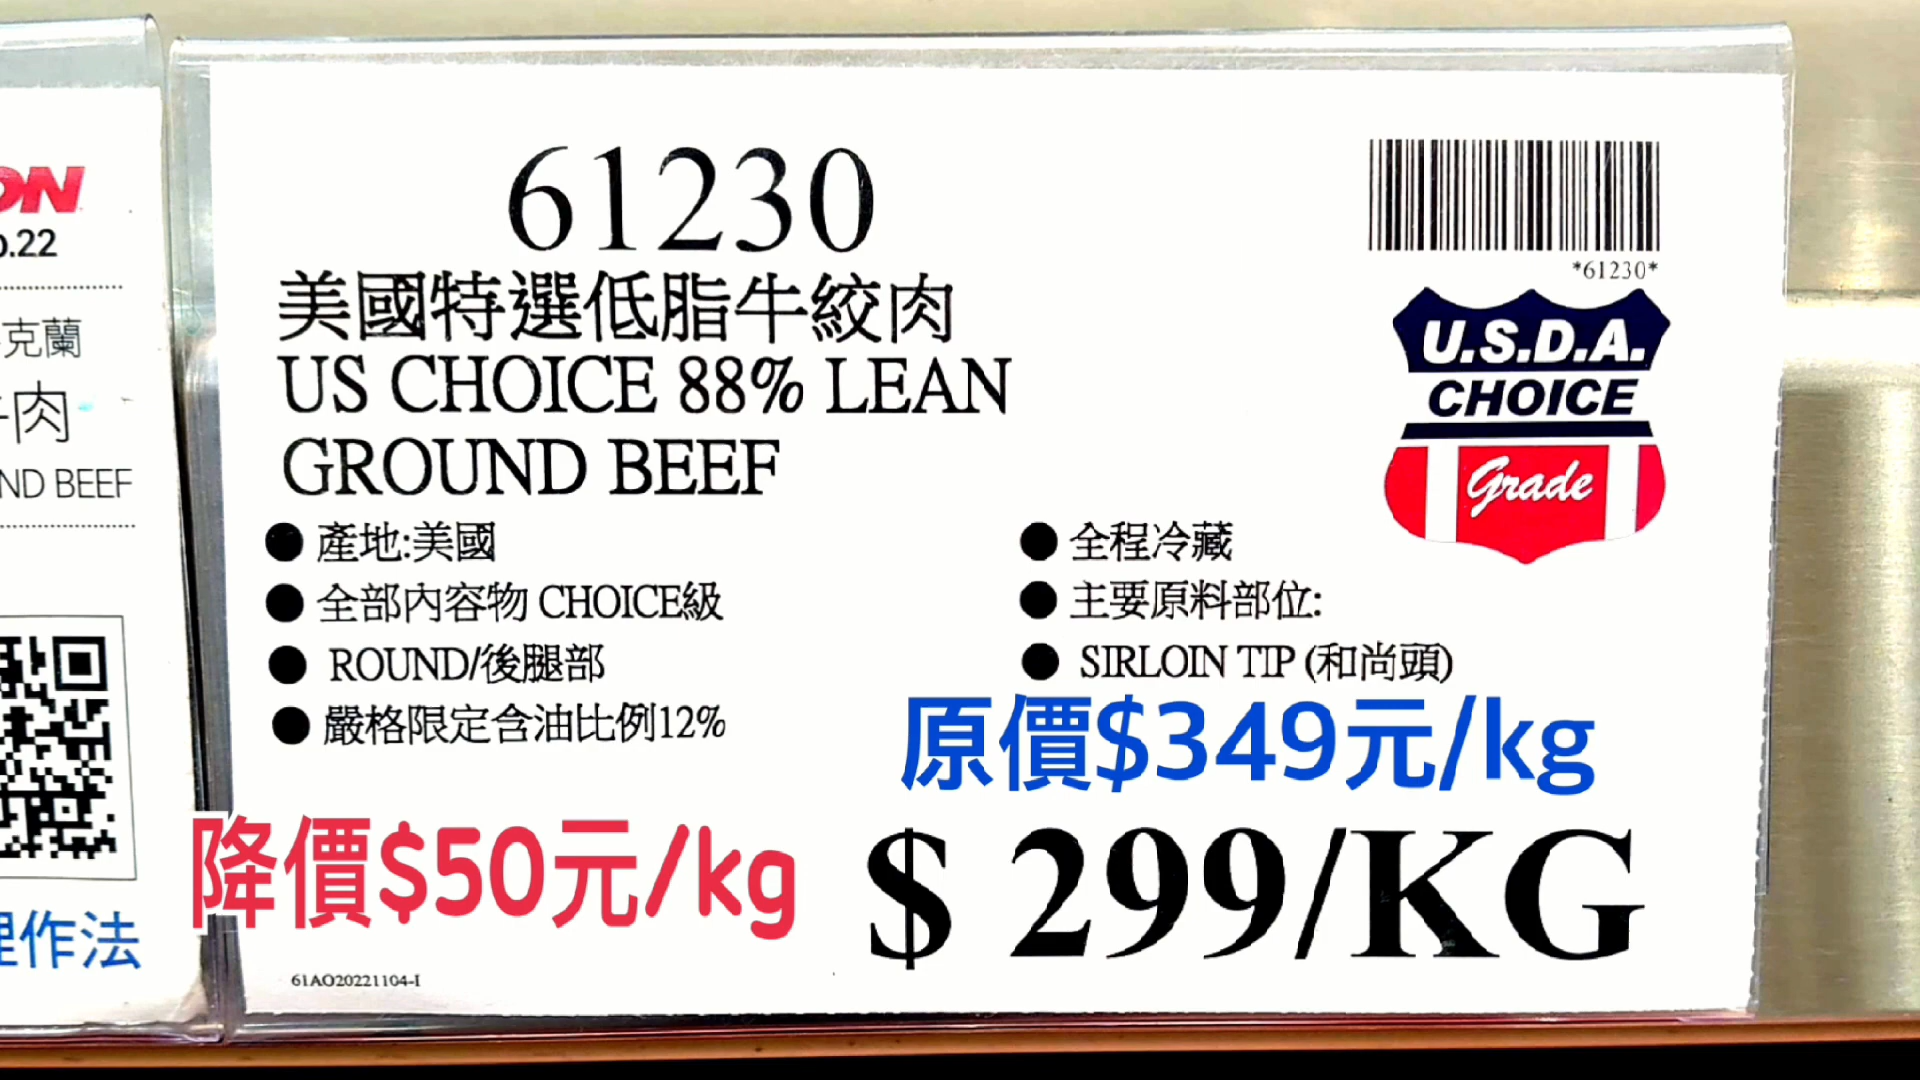 ON
.22
克蘭
肉
ND BEEF
作法
61230
美國特選低脂牛絞肉
US CHOICE 88% LEAN
GROUND BEEF
● 產地:美國
● 全部內容物 CHOICE級
● ROUND/後腿部
● 嚴格限定含油比例12%
*61230*
U.S.D.A.
CHOICE
Grade
● 全程冷藏
● 主要原料部位:
● SIRLOIN TIP (和尚頭)
原價$349元/kg
降價$50元/kg
$ 299/KG
61AO20221104-I